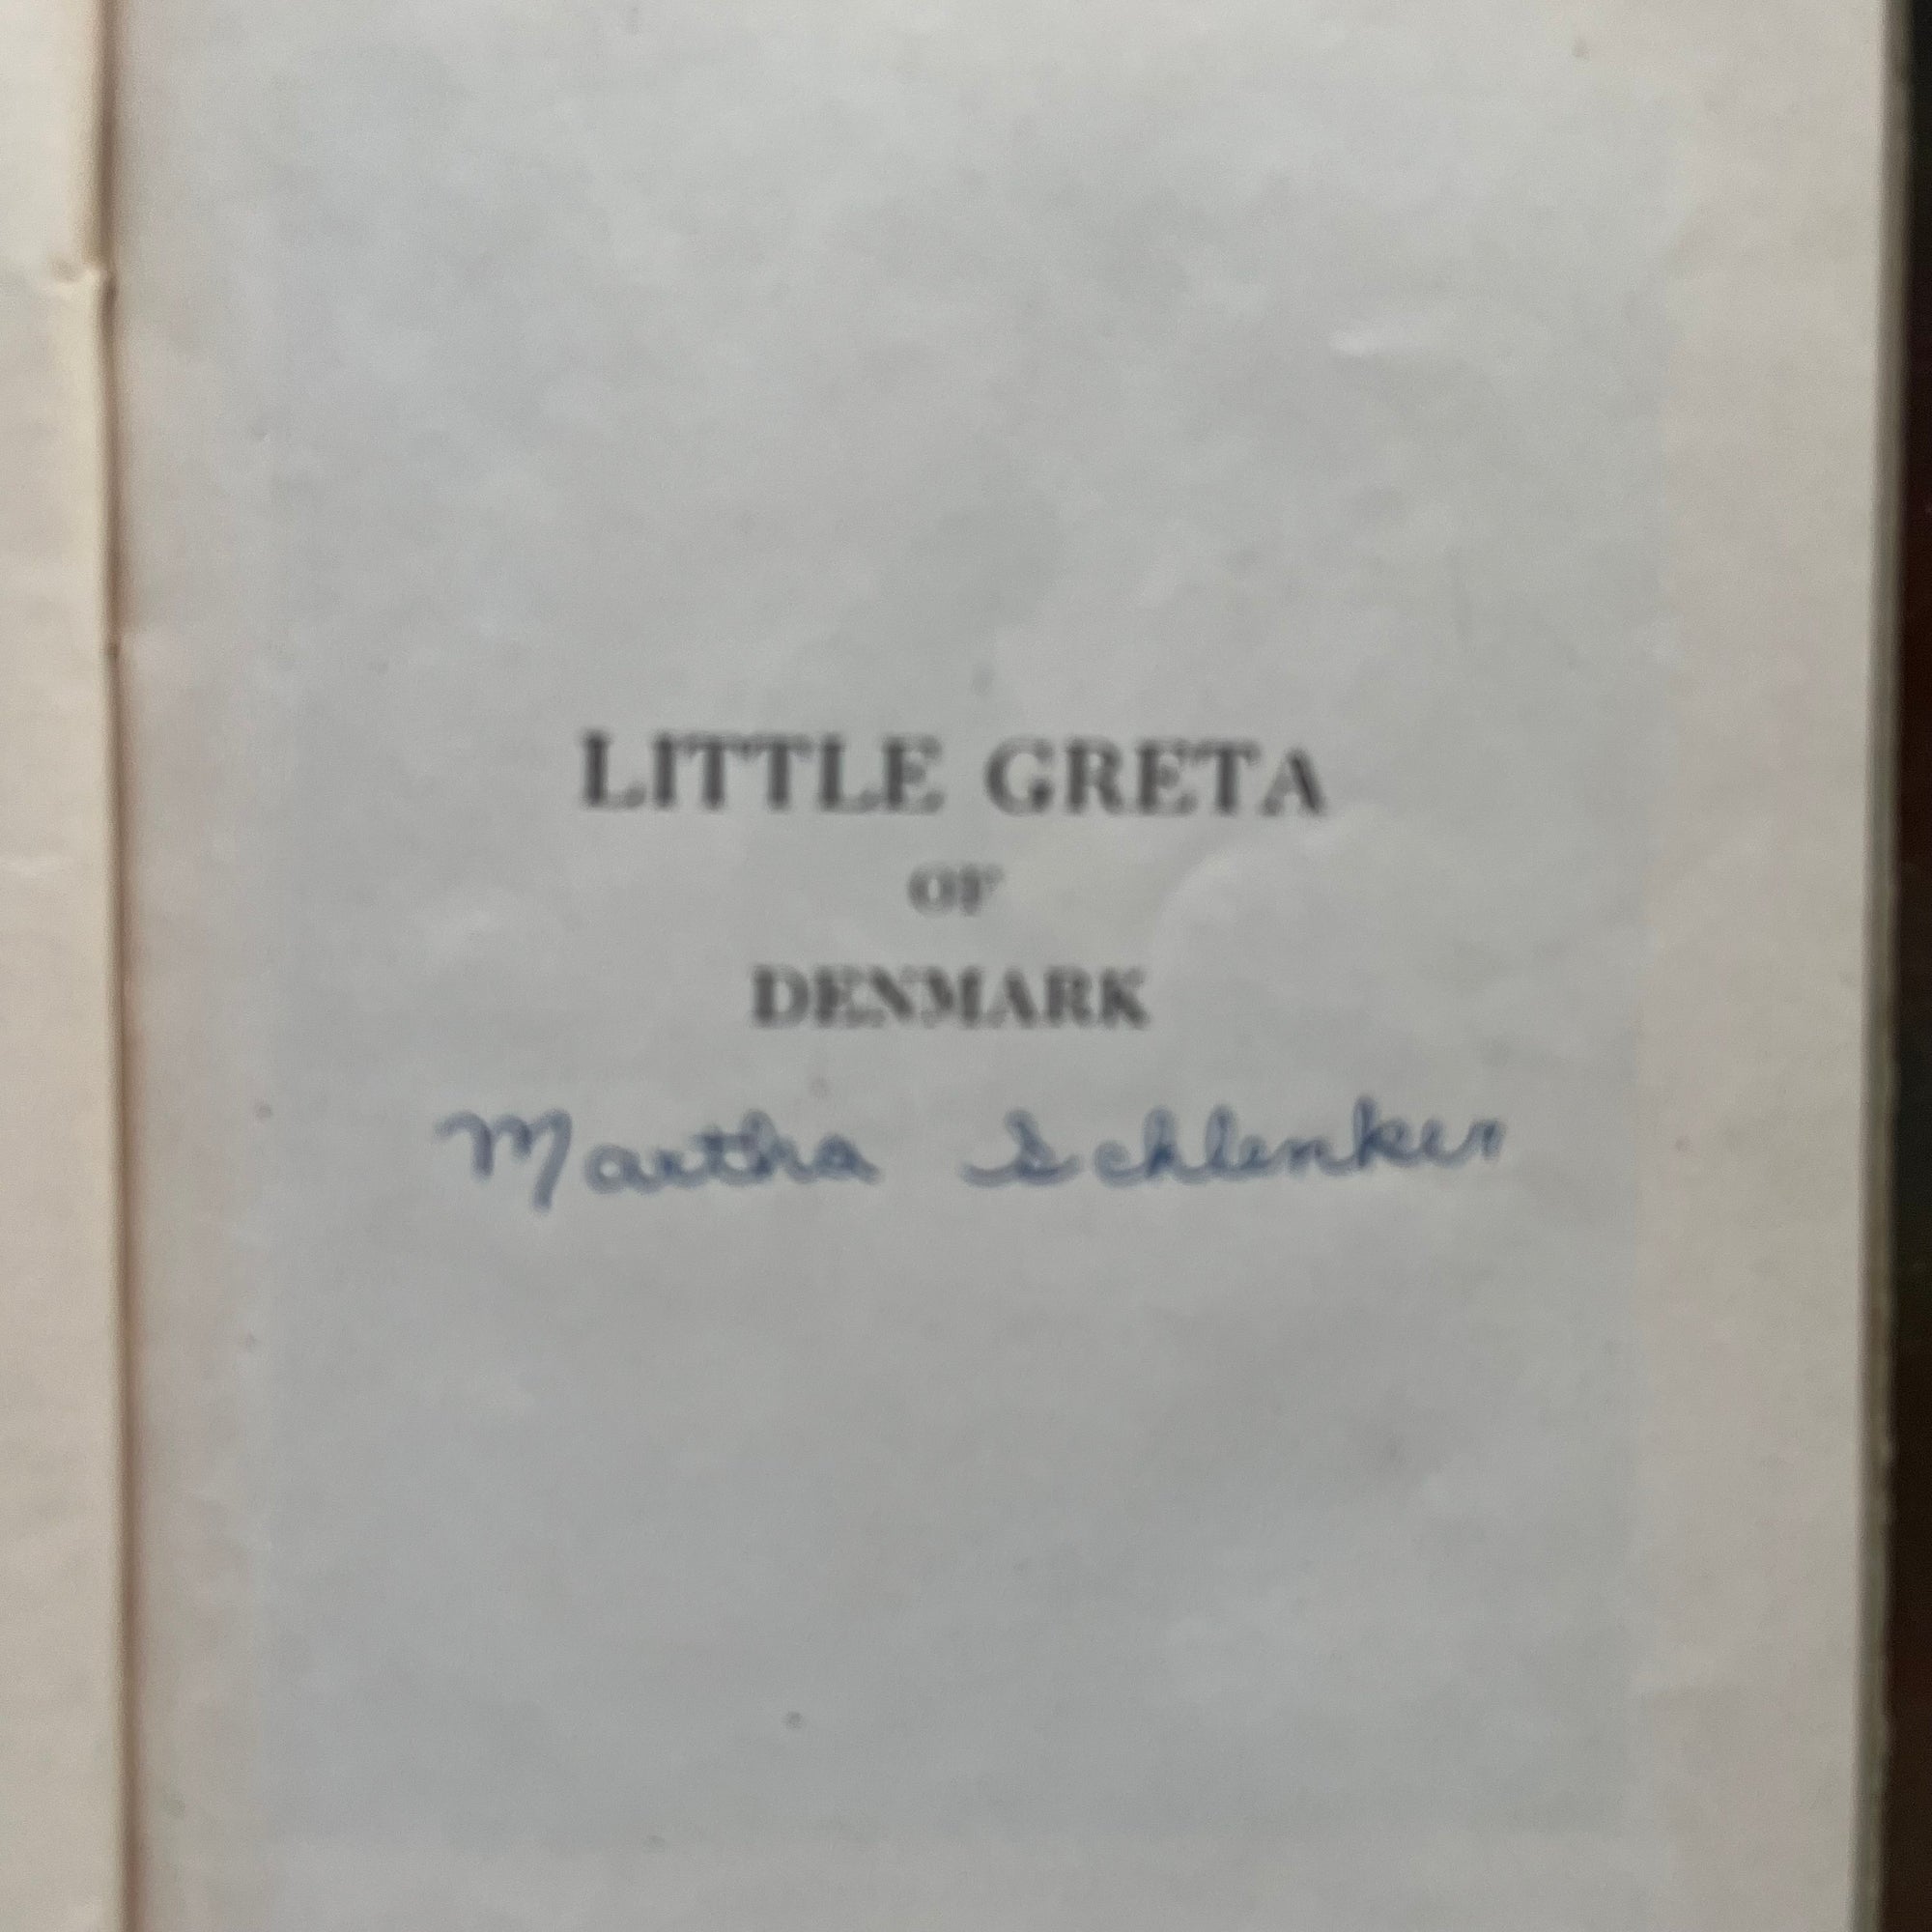 LITTLE GRETA
OF
DENMARK
Martha Schlenker